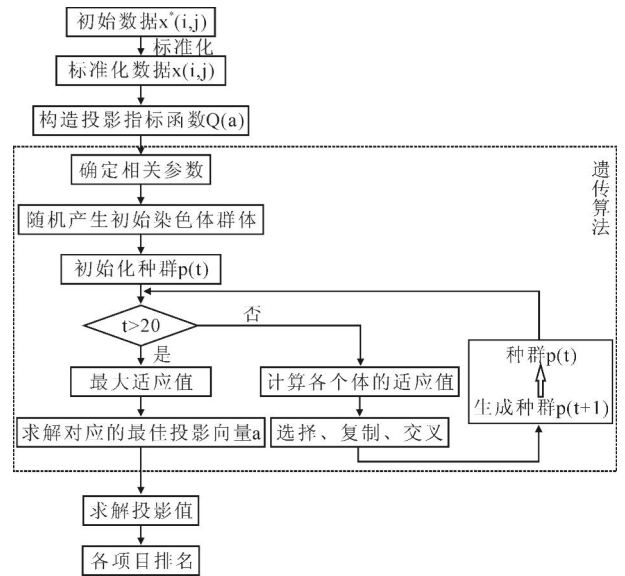 初始数据x*(i,j)
标准化
标准化数据x(i,j)
构造投影指标函数Q(a)
确定相关参数
遗传算法
随机产生初始染色体群体
初始化种群p(t)
t>20
否
是
最大适应值
计算各个体的适应值
种群p(t)
生成种群p(t+1)
求解对应的最佳投影向量a
选择、复制、交叉
求解投影值
各项目排名